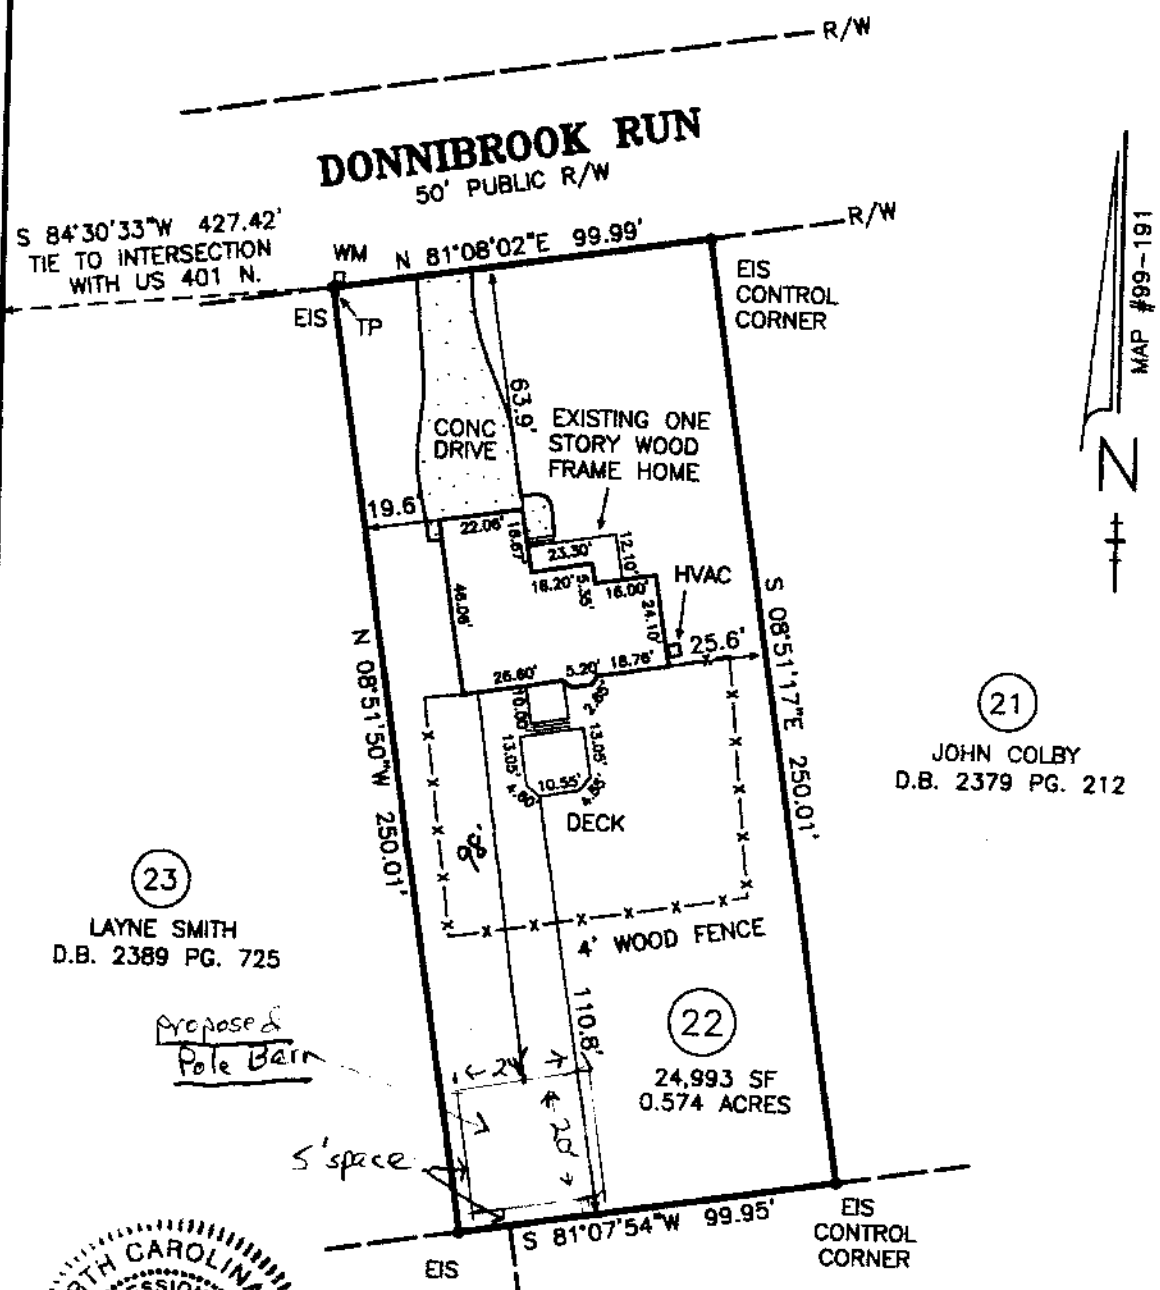 R/W
DONNIBROOK RUN
50' PUBLIC R/W
R/W
S 84°30'33"W 427.42'
TIE TO INTERSECTION
WITH US 401 N.
WM
N 81°08'02"E 99.99'
EIS
TP
EIS
CONTROL
CORNER
MAP #99-191
N
63.9'
CONC
DRIVE
EXISTING ONE
STORY WOOD
FRAME HOME
19.6'
22.06'
18.67'
23.30'
12.10'
18.20'
5.35'
16.00'
HVAC
46.06'
24.10'
25.6'
26.60'
5.20'
18.76'
10.00'
13.05'
13.05'
10.55'
DECK
N 08°51'50"W 250.01'
S 08°51'17"E 250.01'
21
JOHN COLBY
D.B. 2379 PG. 212
23
LAYNE SMITH
D.B. 2389 PG. 725
4' WOOD FENCE
110.8'
22
24,993 SF
0.574 ACRES
proposed
Pole Barn
20'
5' space
S 81°07'54"W 99.95'
EIS
EIS
CONTROL
CORNER
CAROLINA